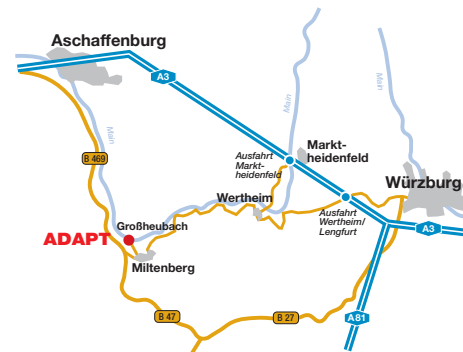 Aschaffenburg
A3
Main
Main
Main
B 469
Ausfahrt
Markt-
heidenfeld
Markt-
heidenfeld
Würzburg
Wertheim
Ausfahrt
Wertheim/
Lengfurt
Großheubach
ADAPT
A3
Miltenberg
B 47
B 27
A81